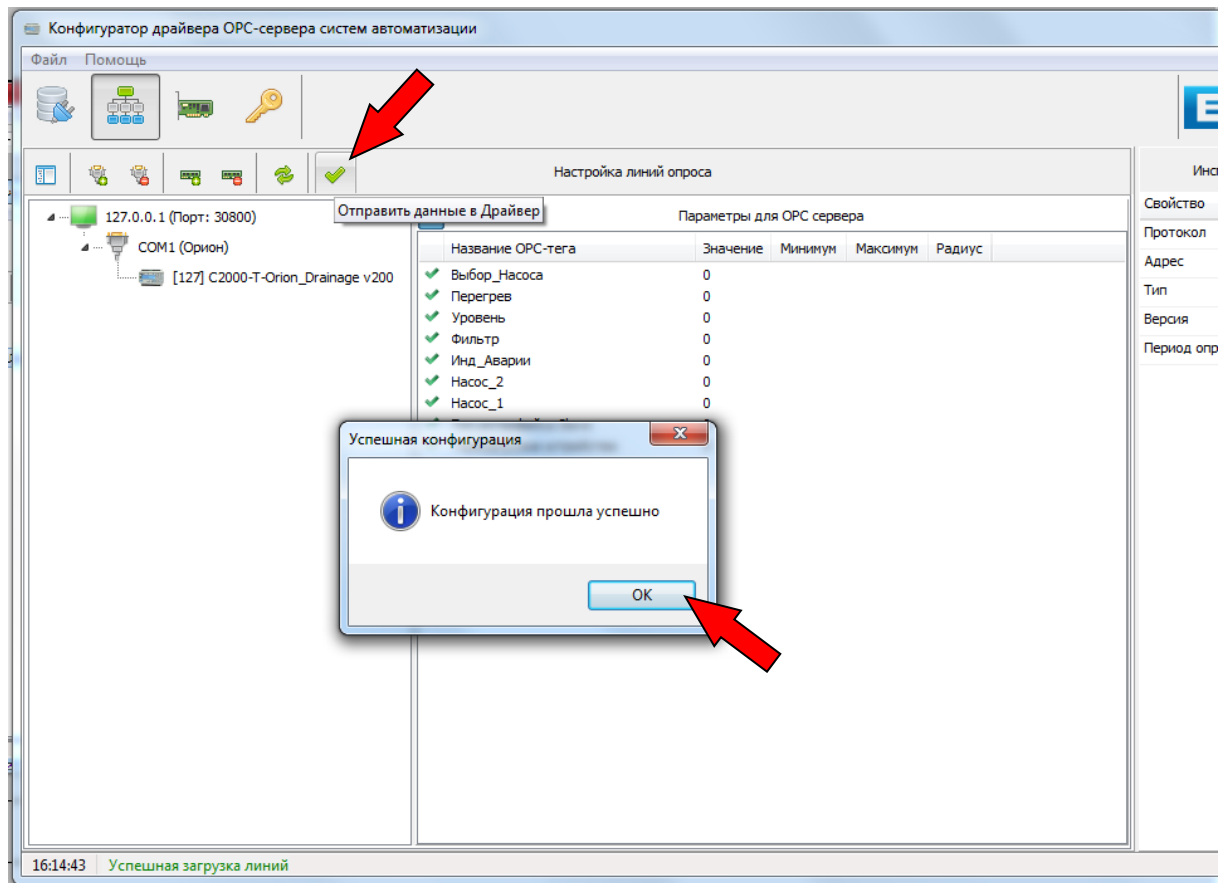 Конфигуратор драйвера OPC-сервера систем автоматизации
Файл Помощь
Настройка линий опроса
Отправить данные в Драйвер
127.0.0.1 (Порт: 30800)
COM1 (Орион)
[127] C2000-T-Orion_Drainage v200
Параметры для OPC сервера
Название OPC-тега Значение Минимум Максимум Радиус
Выбор_Насоса 0
Перегрев 0
Уровень 0
Фильтр 0
Инд_Аварии 0
Насос_2 0
Насос_1 0
Успешная конфигурация
Конфигурация прошла успешно
OK
Свойство
Протокол
Адрес
Тип
Версия
Период опр
16:14:43 Успешная загрузка линий